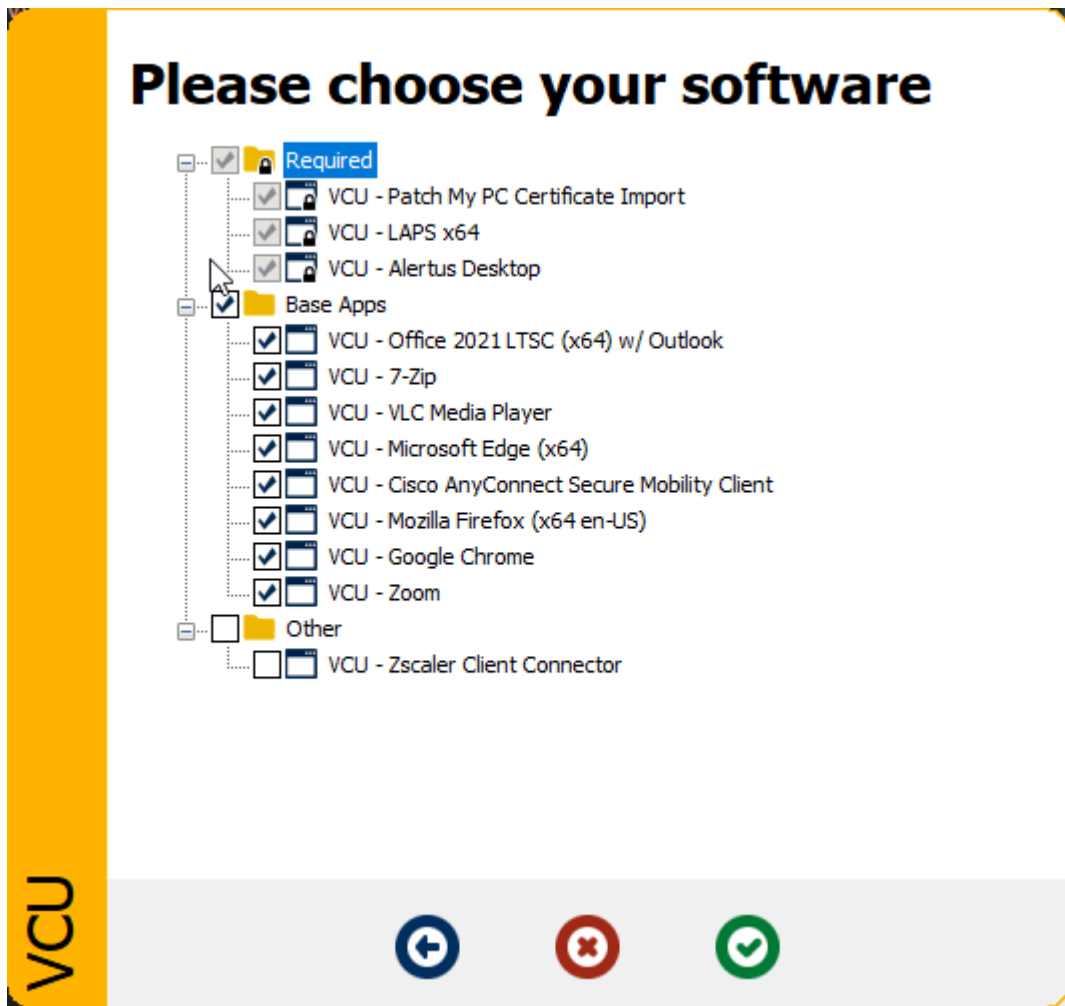 Please choose your software
Required
VCU - Patch My PC Certificate Import
VCU - LAPS x64
VCU - Alertus Desktop
Base Apps
VCU - Office 2021 LTSC (x64) w/ Outlook
VCU - 7-Zip
VCU - VLC Media Player
VCU - Microsoft Edge (x64)
VCU - Cisco AnyConnect Secure Mobility Client
VCU - Mozilla Firefox (x64 en-US)
VCU - Google Chrome
VCU - Zoom
Other
VCU - Zscaler Client Connector
VCU